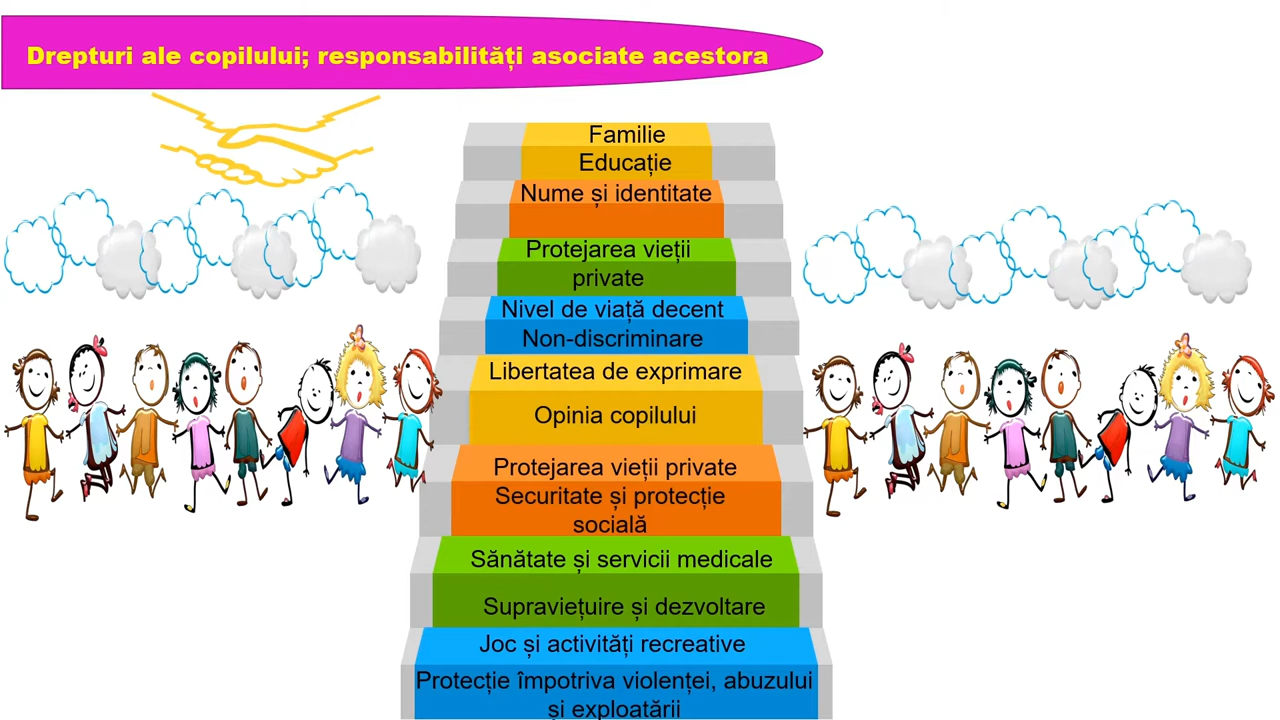 Drepturi ale copilului; responsabilități asociate acestora
Familie
Educație
Nume și identitate
Protejarea vieții
private
Nivel de viață decent
Non-discriminare
Libertatea de exprimare
Opinia copilului
Protejarea vieții private
Securitate și protecție
socială
Sănătate și servicii medicale
Supraviețuire și dezvoltare
Joc și activități recreative
Protecție împotriva violenței, abuzului
și exploatării